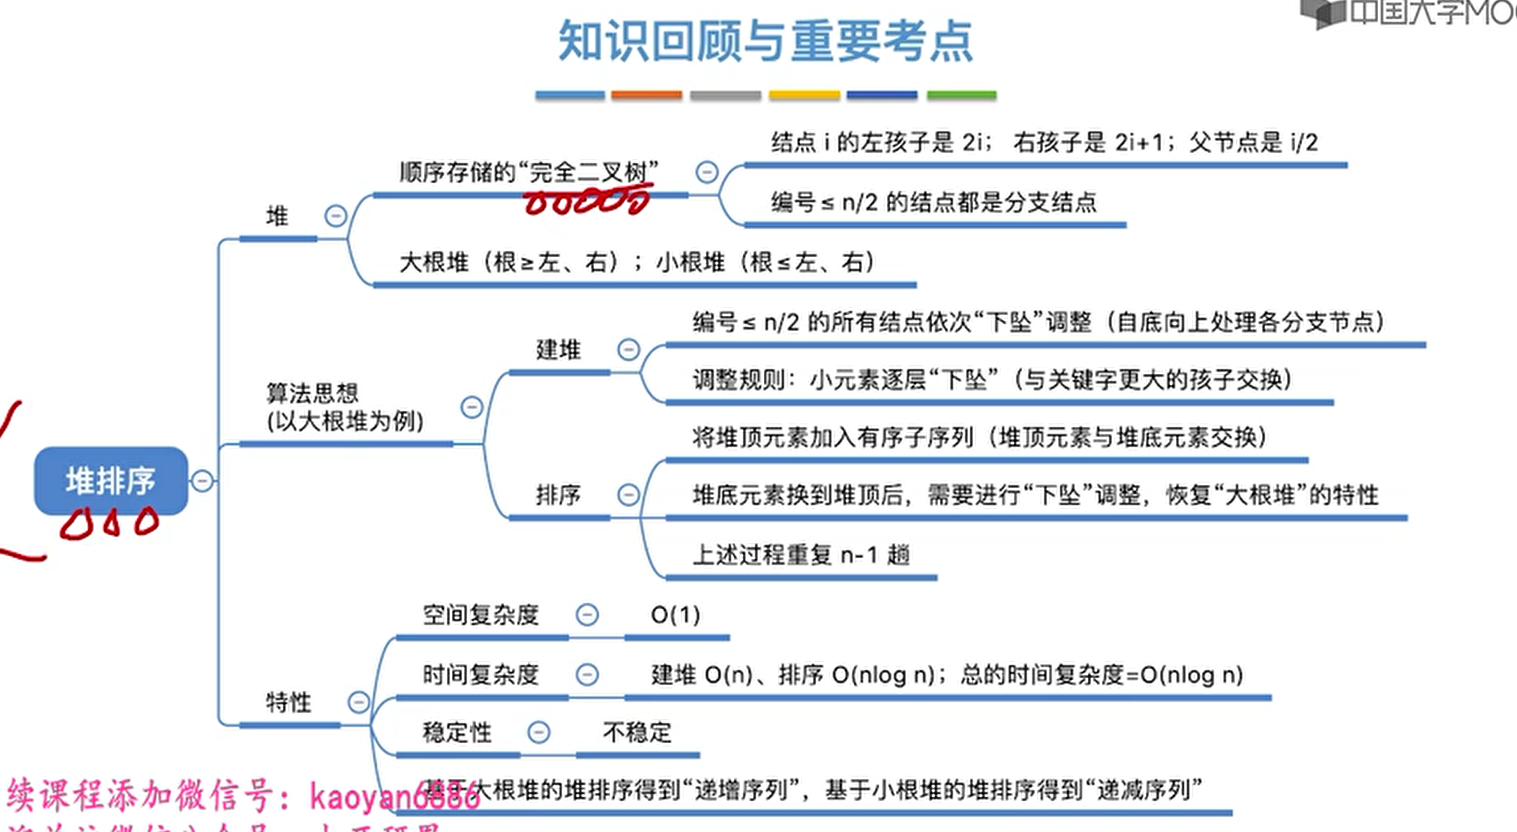 中国大学MOO
知识回顾与重要考点
结点 i 的左孩子是 2i； 右孩子是 2i+1；父节点是 i/2
顺序存储的“完全二叉树”
编号 ≤ n/2 的结点都是分支结点
堆
大根堆（根 ≥ 左、右）；小根堆（根 ≤ 左、右）
编号 ≤ n/2 的所有结点依次“下坠”调整（自底向上处理各分支节点）
建堆
调整规则：小元素逐层“下坠”（与关键字更大的孩子交换）
算法思想
(以大根堆为例)
将堆顶元素加入有序子序列（堆顶元素与堆底元素交换）
堆排序
排序
堆底元素换到堆顶后，需要进行“下坠”调整，恢复“大根堆”的特性
上述过程重复 n-1 趟
空间复杂度
O(1)
时间复杂度
建堆 O(n)、排序 O(nlog n)；总的时间复杂度=O(nlog n)
特性
稳定性
不稳定
基于大根堆的堆排序得到“递增序列”，基于小根堆的堆排序得到“递减序列”
续课程添加微信号：kaoyan6886